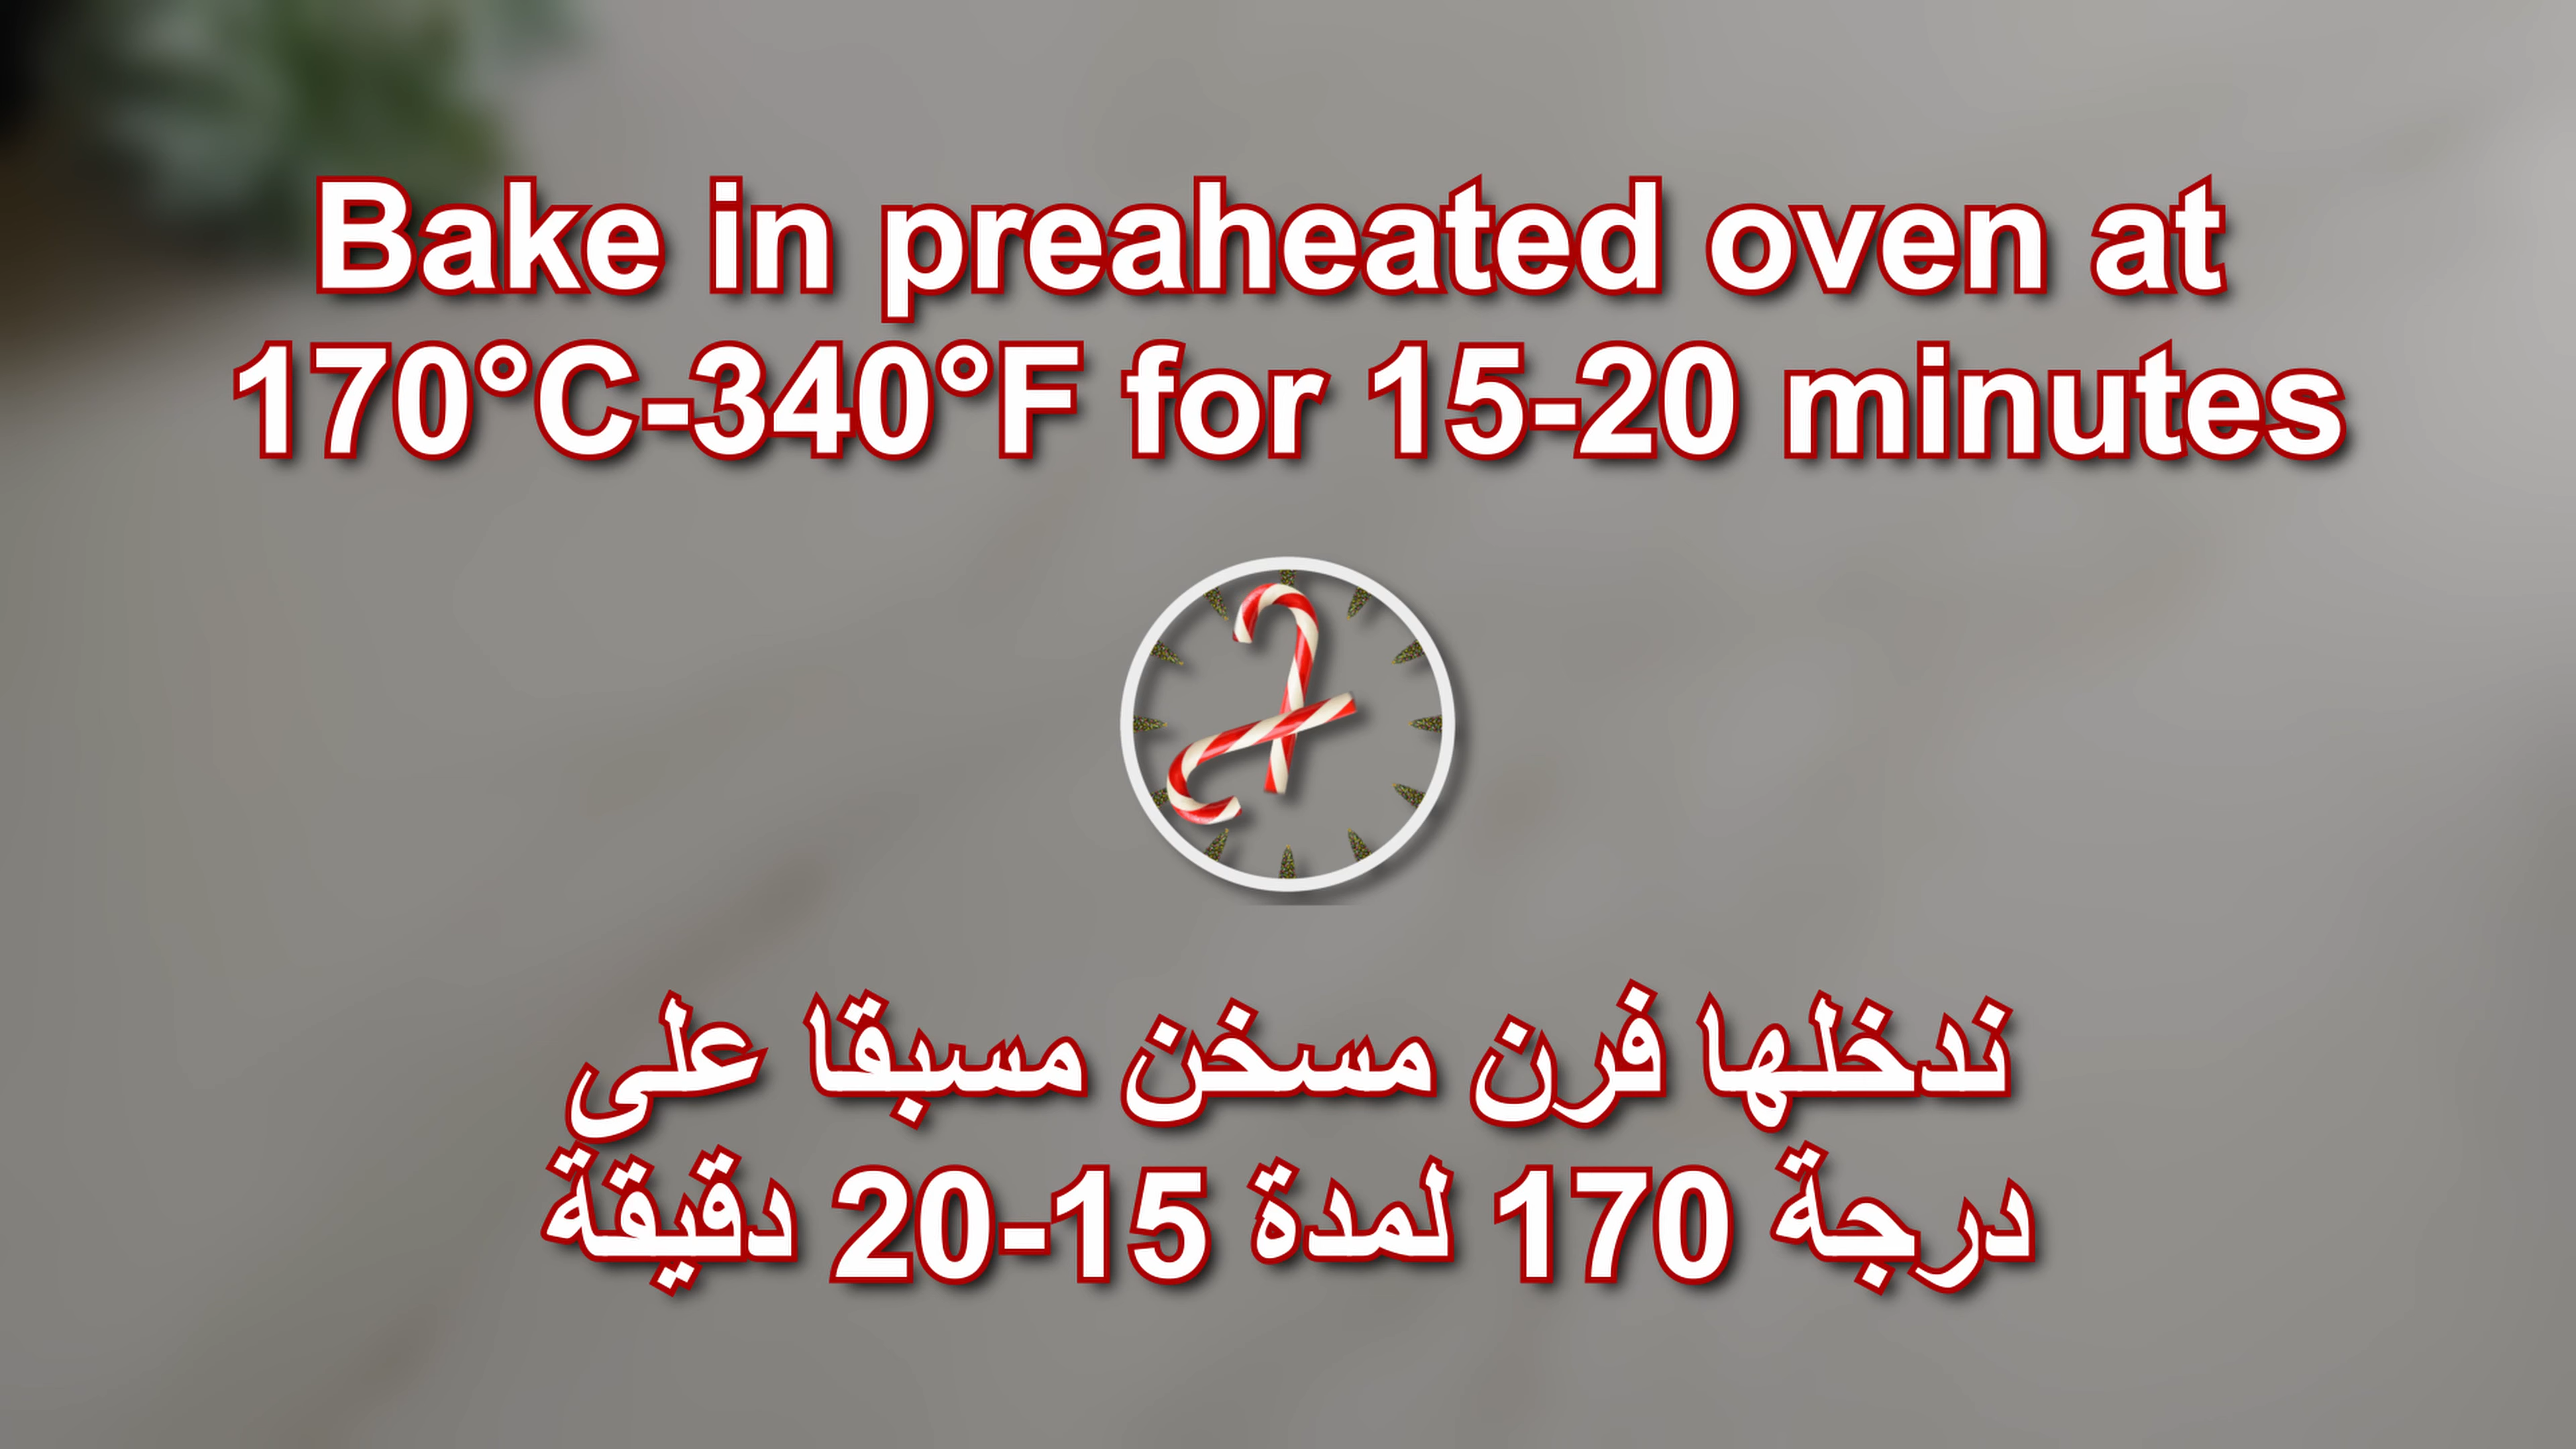 Bake in preaheated oven at
170°C-340°F for 15-20 minutes
ندخلها فرن مسخن مسبقا على
درجة 170 لمدة 15-20 دقيقة